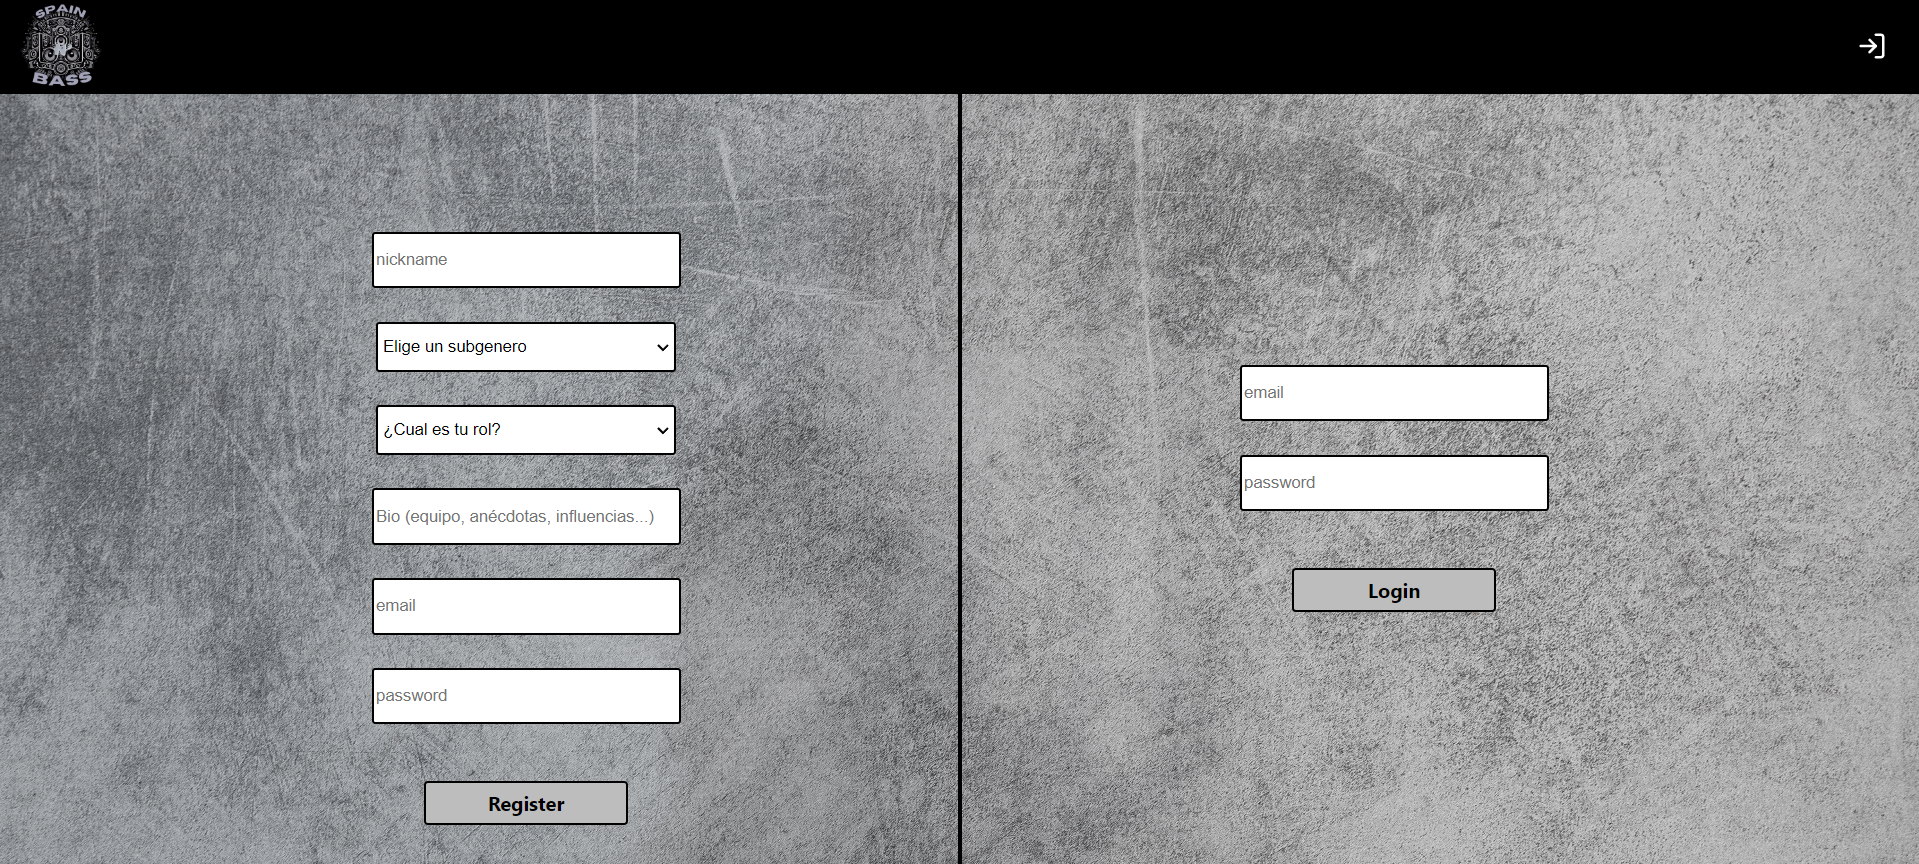 SPAIN
BASS
nickname
Elige un subgenero
¿Cual es tu rol?
Bio (equipo, anécdotas, influencias...)
email
password
Register
email
password
Login